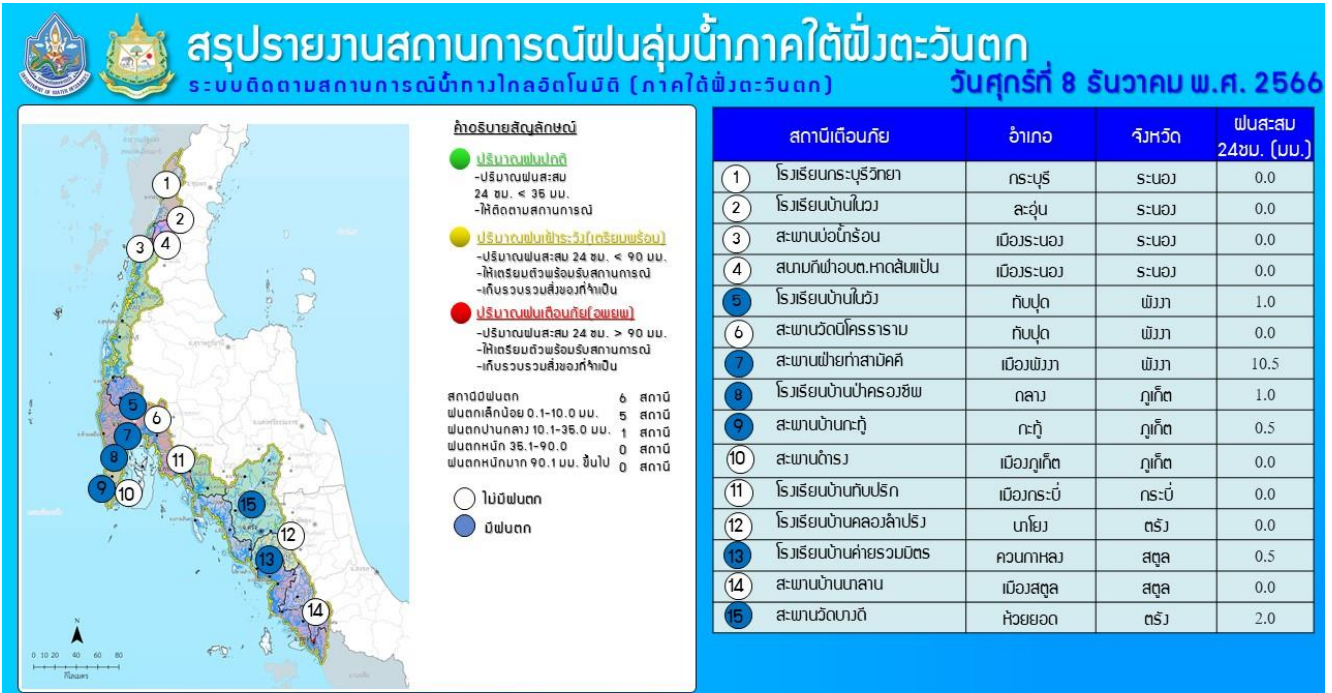 สรุปรายงานสถานการณ์ฝนลุ่มน้ำภาคใต้ฝั่งตะวันตก
ระบบติดตามสถานการณ์น้ำทางไกลอัตโนมัติ (ภาคใต้ฝั่งตะวันตก)
วันศุกร์ที่ 8 ธันวาคม พ.ศ. 2566
คำอธิบายสัญลักษณ์
ปริมาณฝนปกติ
-ปริมาณฝนสะสม
24 ชม. < 35 มม.
-ให้ติดตามสถานการณ์
ปริมาณฝนเฝ้าระวัง(เตรียมพร้อม)
-ปริมาณฝนสะสม 24 ชม. < 90 มม.
-ให้เตรียมตัวพร้อมรับสถานการณ์
-เก็บรวบรวมสิ่งของที่จำเป็น
ปริมาณฝนเตือนภัย(อพยพ)
-ปริมาณฝนสะสม 24 ชม. > 90 มม.
-ให้เตรียมตัวพร้อมรับสถานการณ์
-เก็บรวบรวมสิ่งของที่จำเป็น
สถานีมีฝนตก 6 สถานี
ฝนตกเล็กน้อย 0.1-10.0 มม. 5 สถานี
ฝนตกปานกลาง 10.1-35.0 มม. 1 สถานี
ฝนตกหนัก 35.1-90.0 0 สถานี
ฝนตกหนักมาก 90.1 มม. ขึ้นไป 0 สถานี
ไม่มีฝนตก
มีฝนตก
1
2
3 4
5
6
7
8
11
9 10
15
12
13
14
N
0 10 20 40 60 80
กิโลเมตร
สถานีเตือนภัย อำเภอ จังหวัด ฝนสะสม 24ชม. (มม.)
1 โรงเรียนกระบุรีวิทยา กระบุรี ระนอง 0.0
2 โรงเรียนบ้านในวง ละอุ่น ระนอง 0.0
3 สะพานบ่อน้ำร้อน เมืองระนอง ระนอง 0.0
4 สนามกีฬาอบต.หาดส้มแป้น เมืองระนอง ระนอง 0.0
5 โรงเรียนบ้านในวัง ทับปุด พังงา 1.0
6 สะพานวัดนิโครธาราม ทับปุด พังงา 0.0
7 สะพานฝ่ายท่าสามัคคี เมืองพังงา พังงา 10.5
8 โรงเรียนบ้านป่าครองชีพ ถลาง ภูเก็ต 1.0
9 สะพานบ้านกะทู้ กะทู้ ภูเก็ต 0.5
10 สะพานดำรง เมืองภูเก็ต ภูเก็ต 0.0
11 โรงเรียนบ้านทับปริก เมืองกระบี่ กระบี่ 0.0
12 โรงเรียนบ้านคลองลำปริง นาโยง ตรัง 0.0
13 โรงเรียนบ้านค่ายรวมมิตร ควนกาหลง สตูล 0.5
14 สะพานบ้านนาลาน เมืองสตูล สตูล 0.0
15 สะพานวัดบางดี ห้วยยอด ตรัง 2.0